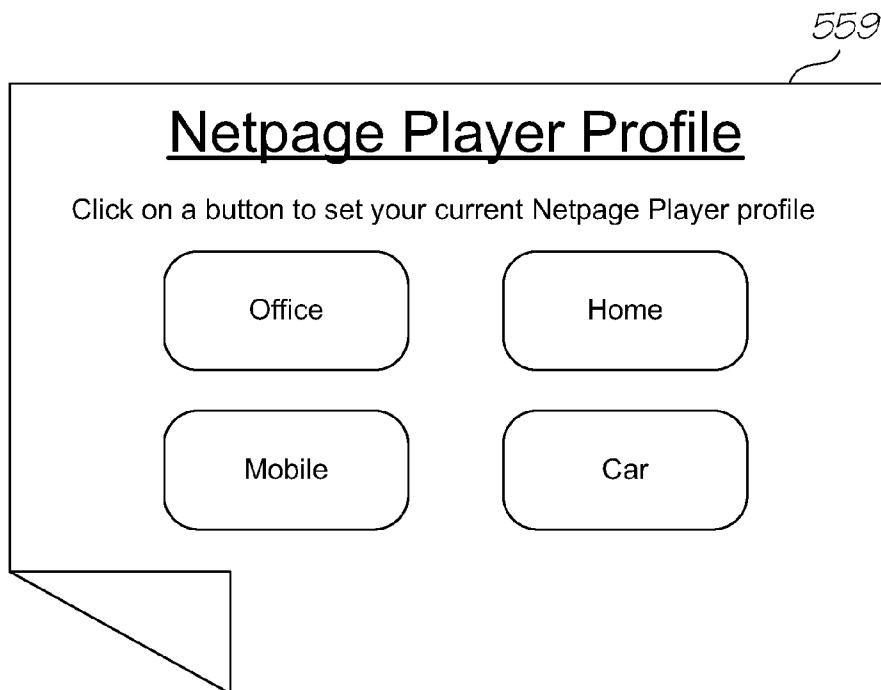 559
Netpage Player Profile
Click on a button to set your current Netpage Player profile
Office Home
Mobile Car